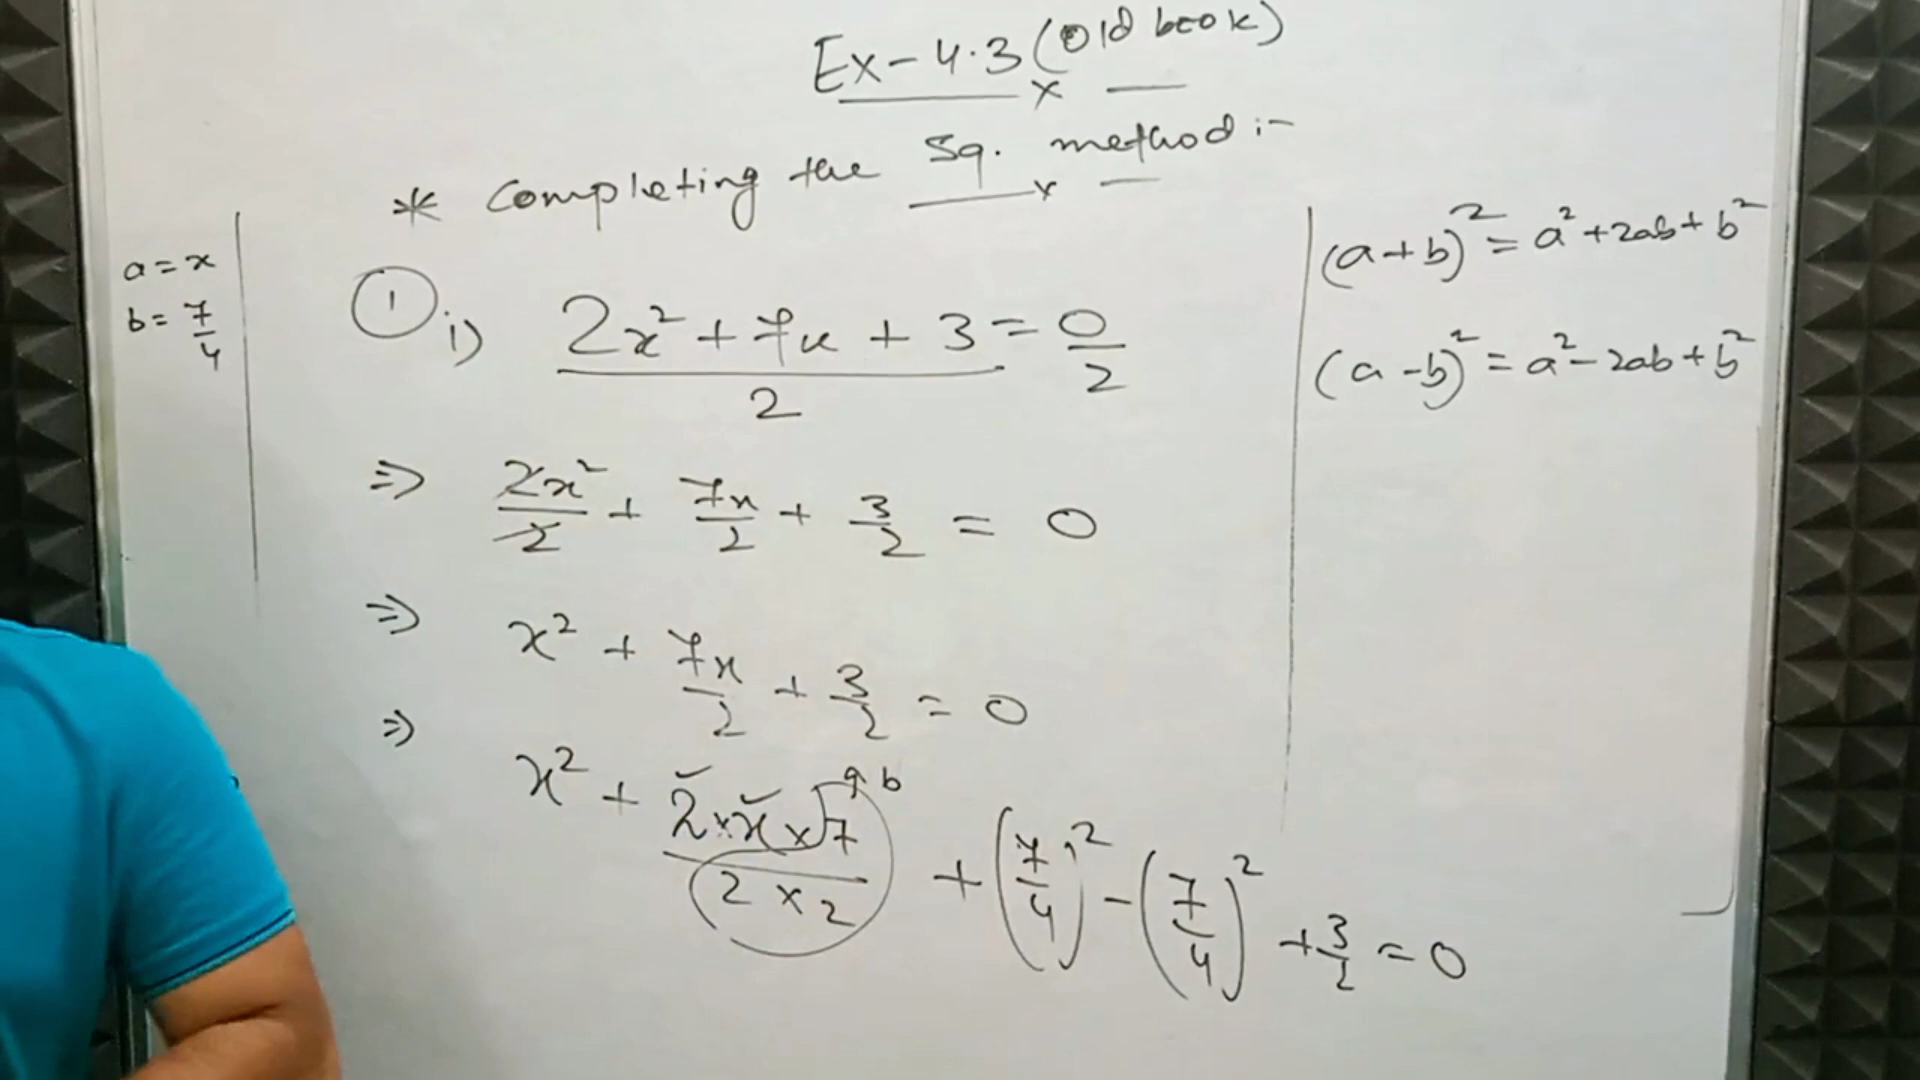 Ex - 4.3 (Old book)
* Completing the Sq. method :-
a = x
b = 7/4
① i) (2x² + 7x + 3)/2 = 0/2
⇒ 2x²/2 + 7x/2 + 3/2 = 0
⇒ x² + 7x/2 + 3/2 = 0
⇒ x² + (2 × x × 7)/(2 × 2) + (7/4)² - (7/4)² + 3/2 = 0
a b
(a + b)² = a² + 2ab + b²
(a - b)² = a² - 2ab + b²